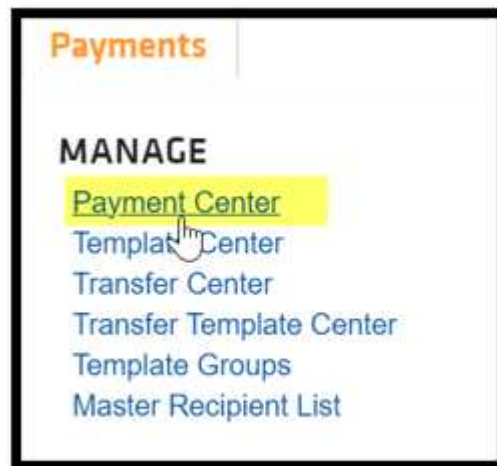 Payments
MANAGE
Payment Center
Template Center
Transfer Center
Transfer Template Center
Template Groups
Master Recipient List